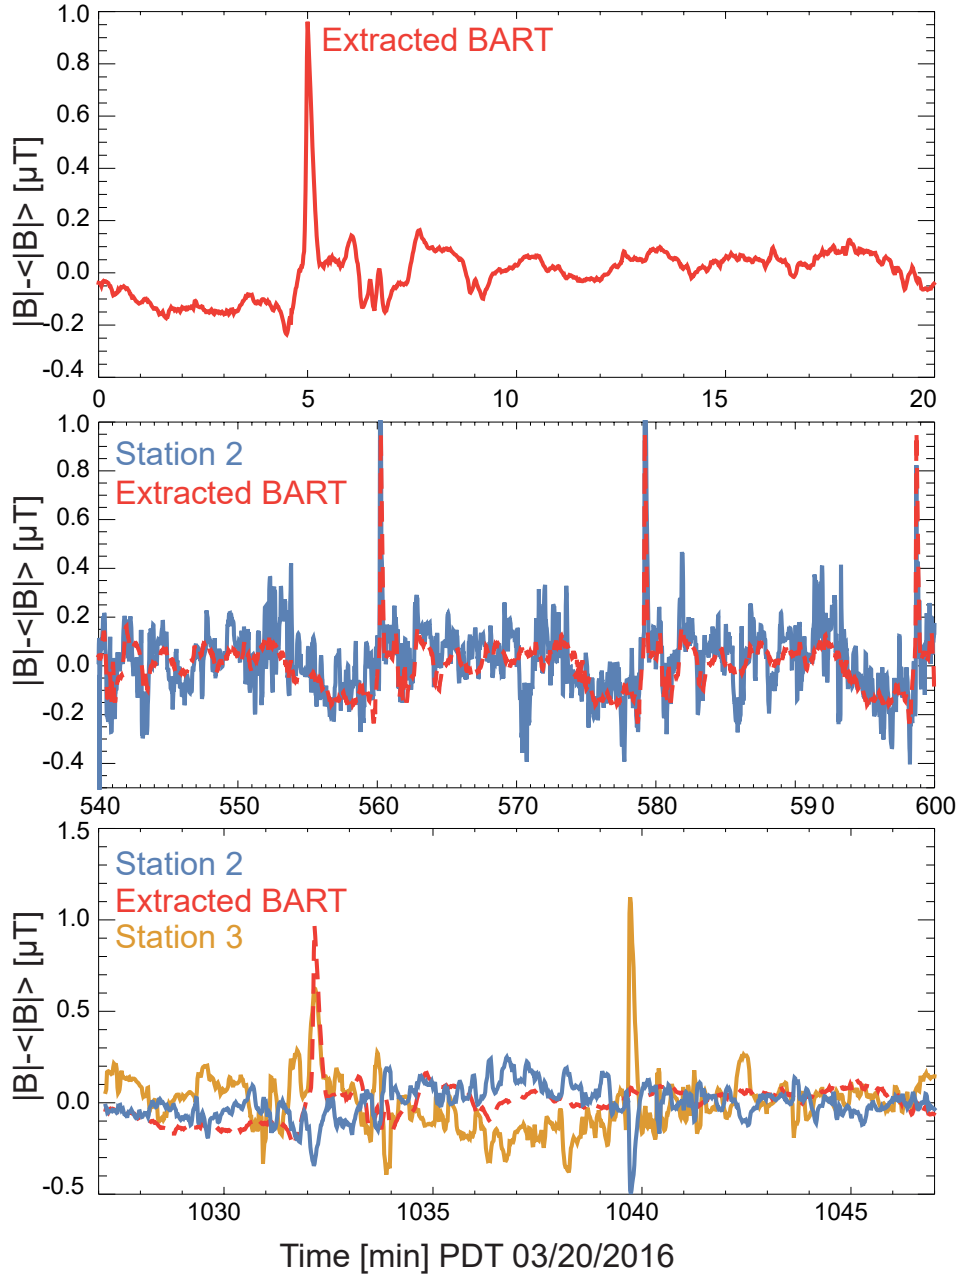 1.0
Extracted BART
0.8
0.6
0.4
0.2
0.0
-0.2
-0.4
|B|-<|B|> [µT]
0 5 10 15 20
1.0
Station 2
0.8
Extracted BART
0.6
0.4
0.2
0.0
-0.2
-0.4
|B|-<|B|> [µT]
540 550 560 570 580 590 600
1.5
Station 2
Extracted BART
1.0
Station 3
0.5
0.0
-0.5
|B|-<|B|> [µT]
1030 1035 1040 1045
Time [min] PDT 03/20/2016